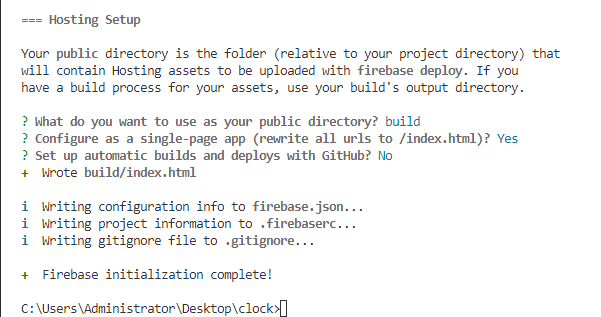 === Hosting Setup
Your public directory is the folder (relative to your project directory) that
will contain Hosting assets to be uploaded with firebase deploy. If you
have a build process for your assets, use your build's output directory.
? What do you want to use as your public directory? build
? Configure as a single-page app (rewrite all urls to /index.html)? Yes
? Set up automatic builds and deploys with GitHub? No
+  Wrote build/index.html
i  Writing configuration info to firebase.json...
i  Writing project information to .firebaserc...
i  Writing gitignore file to .gitignore...
+  Firebase initialization complete!
C:\Users\Administrator\Desktop\clock>